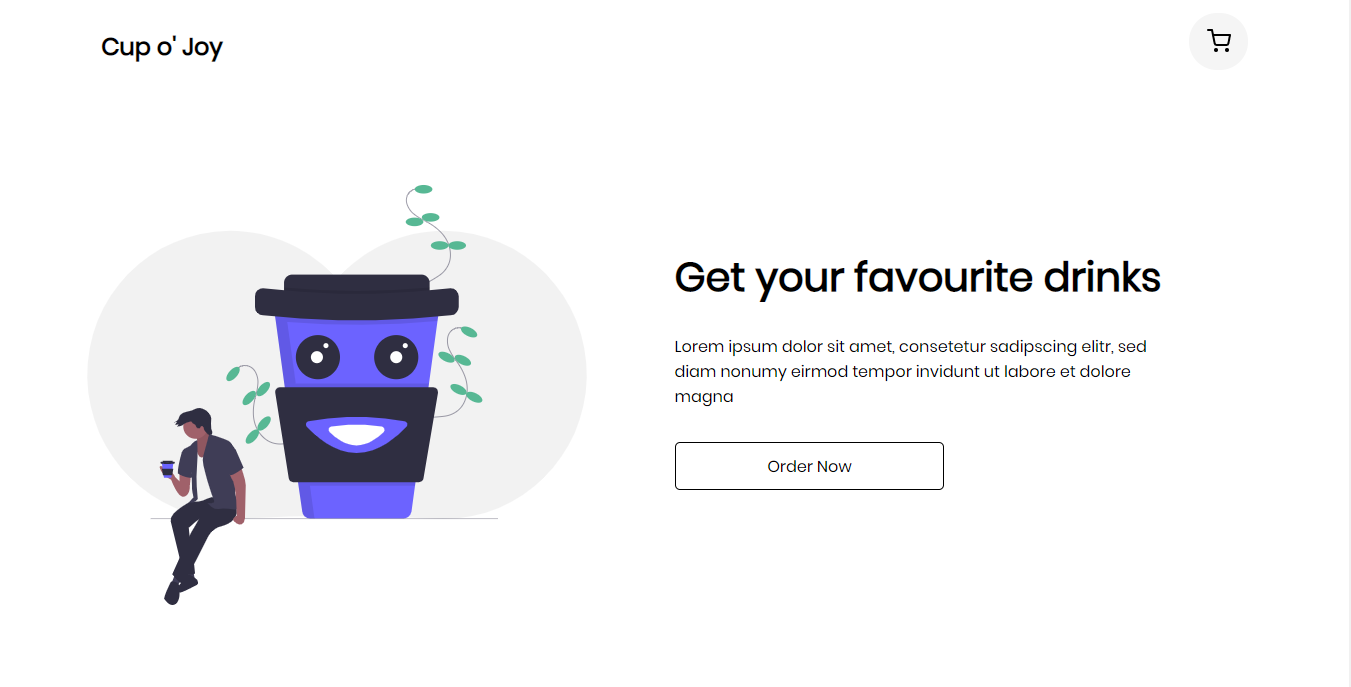 Cup o' Joy
Get your favourite drinks
Lorem ipsum dolor sit amet, consetetur sadipscing elitr, sed
diam nonumy eirmod tempor invidunt ut labore et dolore
magna
Order Now